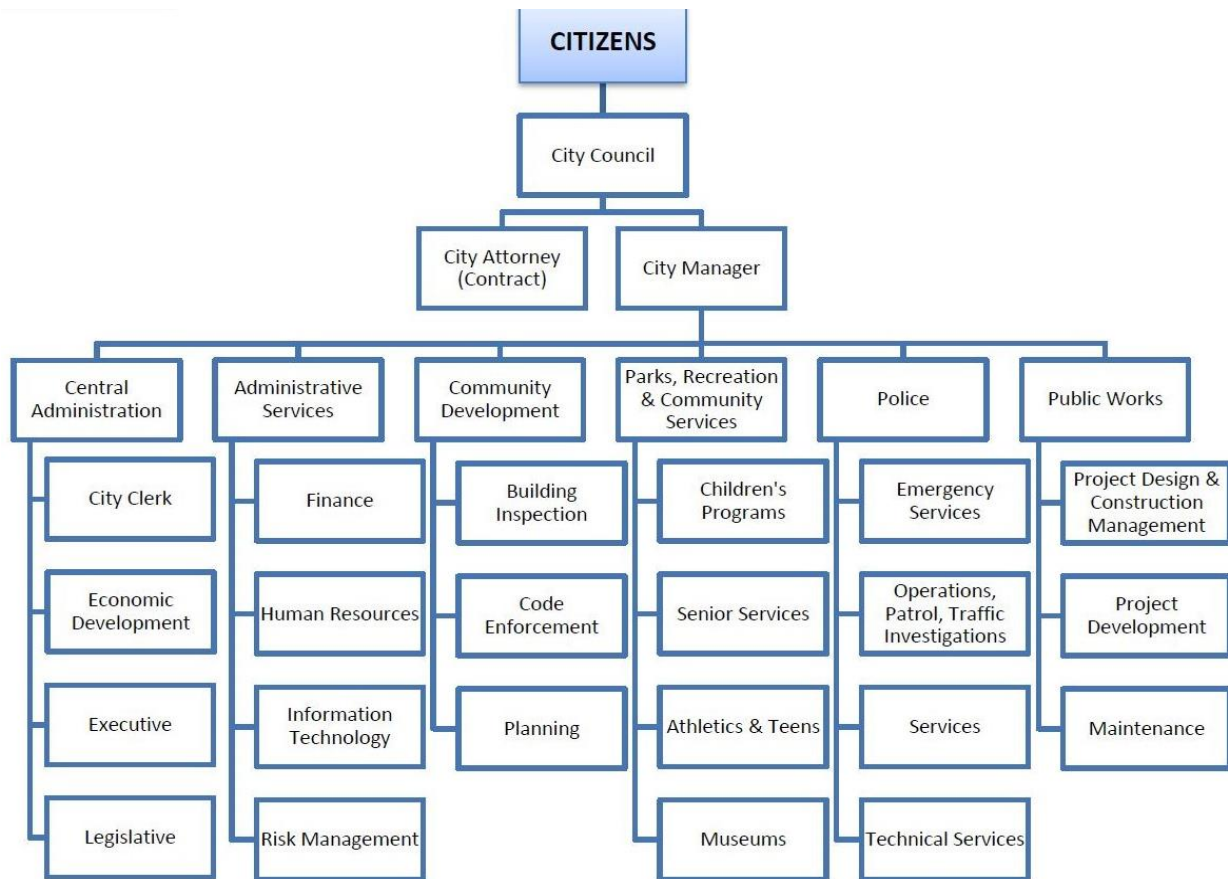 CITIZENS
City Council
City Attorney
(Contract)
City Manager
Central
Administration
Administrative
Services
Community
Development
Parks, Recreation
& Community
Services
Police
Public Works
City Clerk
Finance
Building
Inspection
Children's
Programs
Emergency
Services
Project Design &
Construction
Management
Economic
Development
Human Resources
Code
Enforcement
Senior Services
Operations,
Patrol, Traffic
Investigations
Project
Development
Executive
Information
Technology
Planning
Athletics & Teens
Services
Maintenance
Legislative
Risk Management
Museums
Technical Services